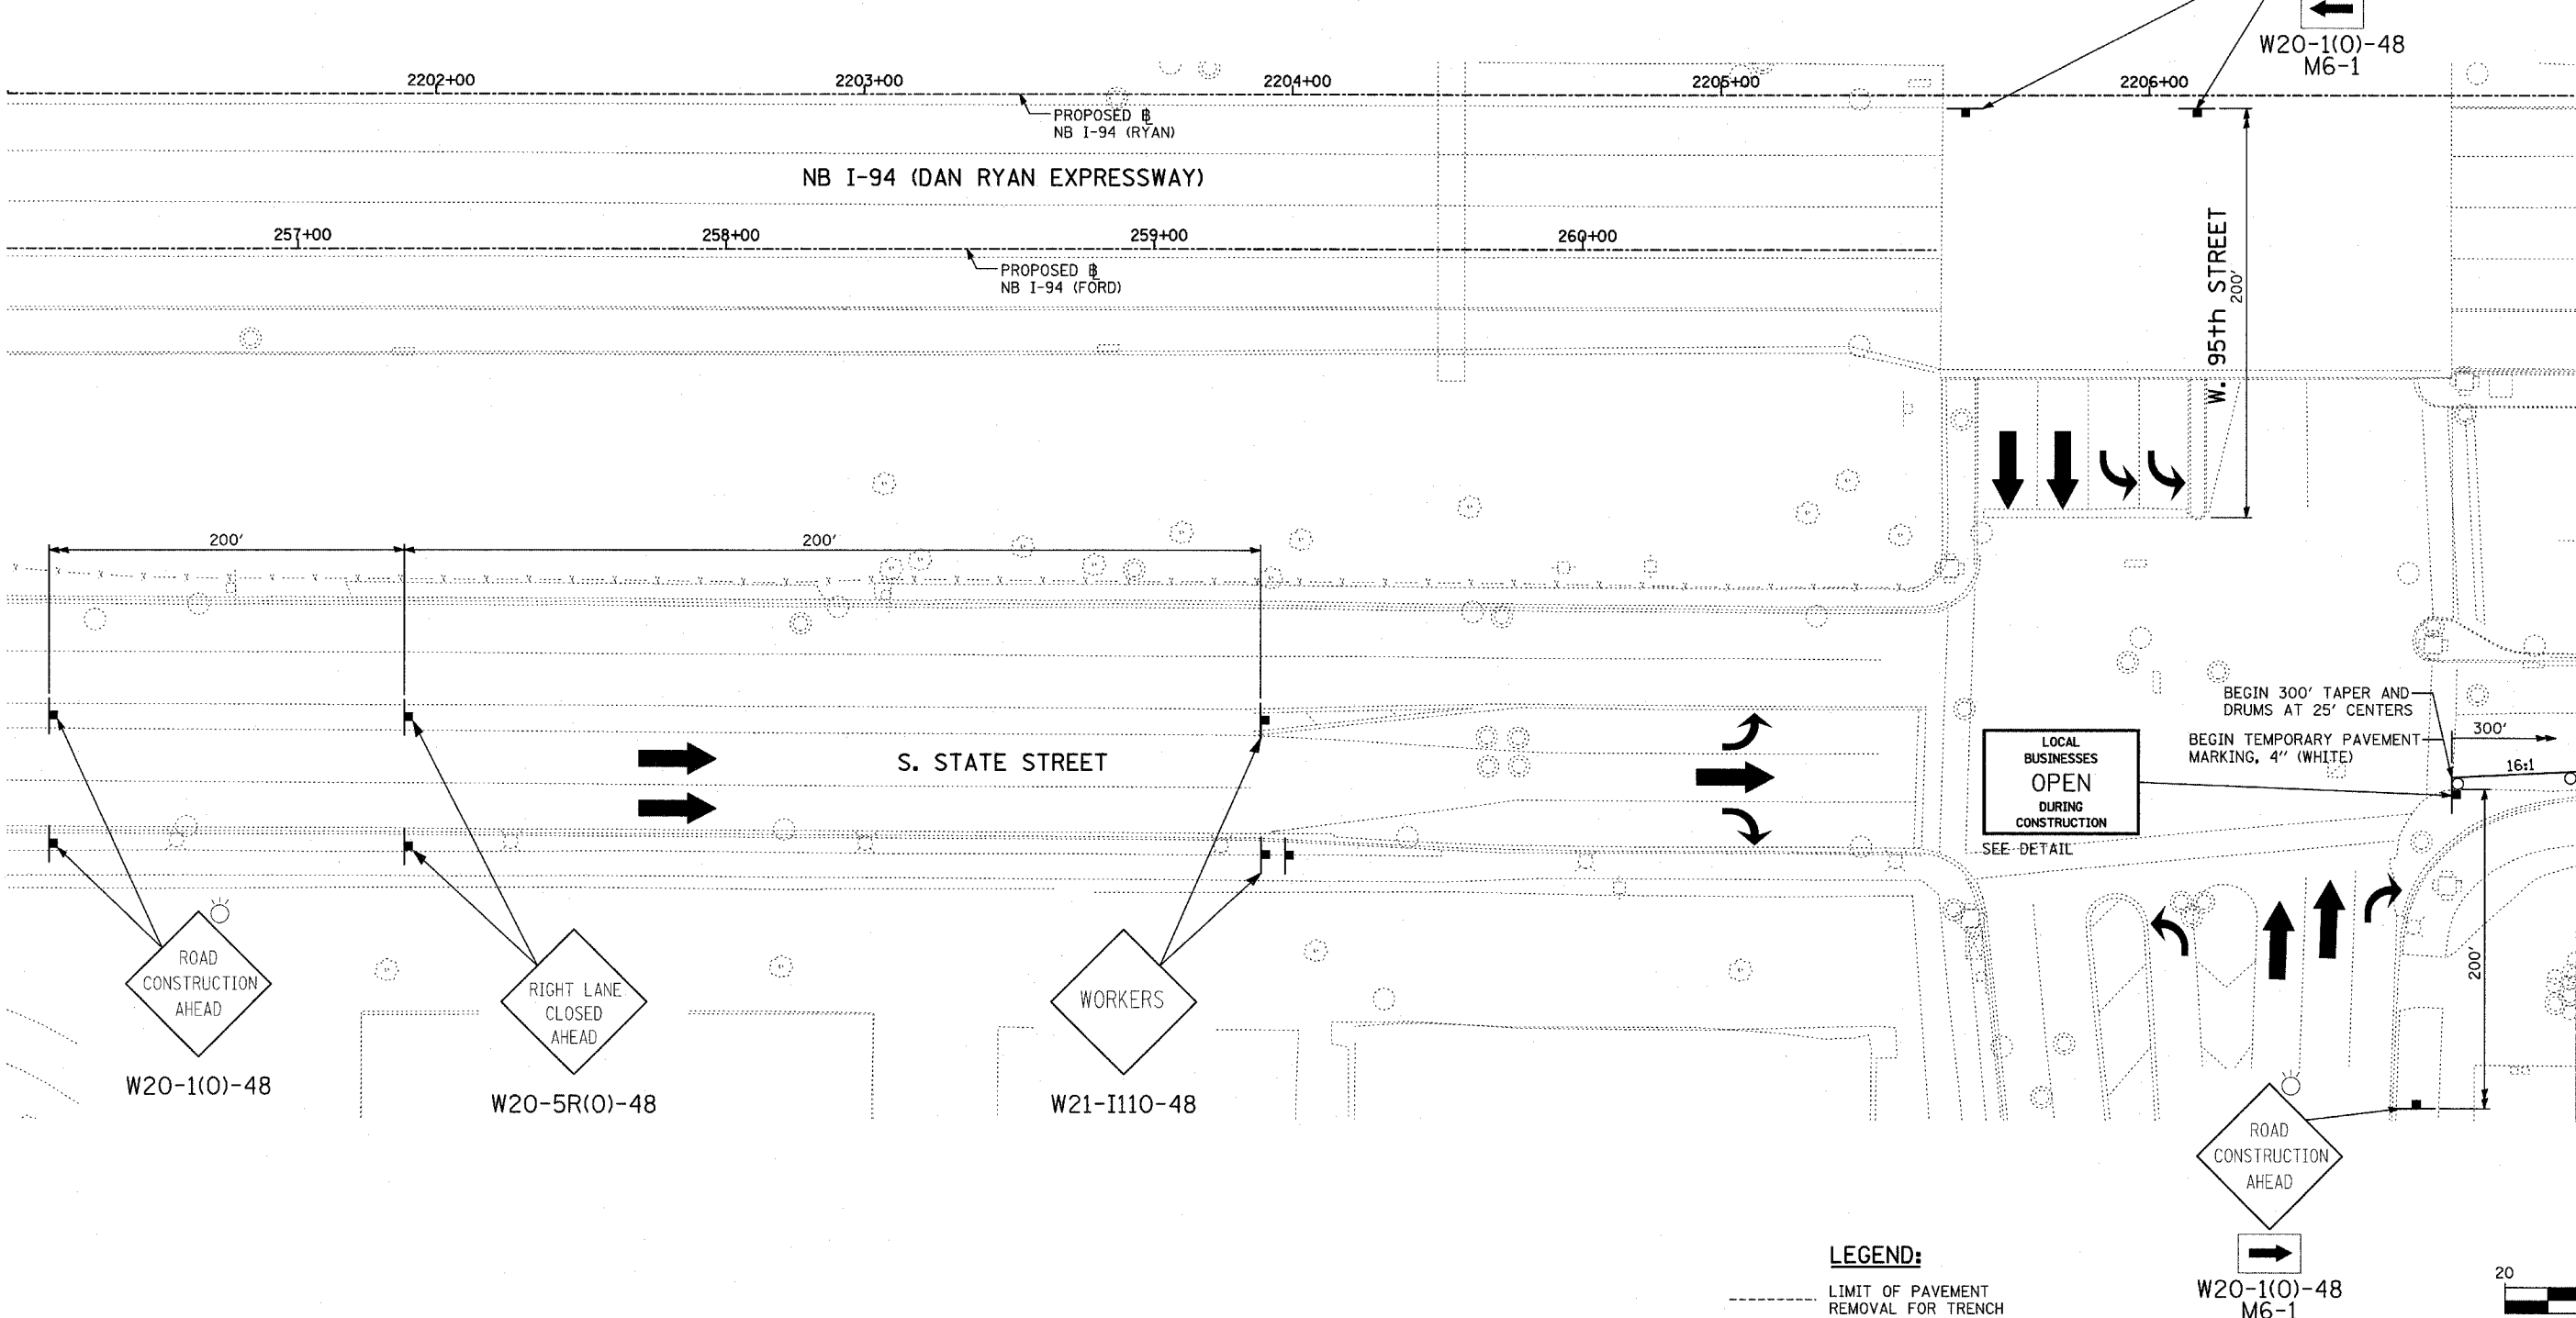 W20-1(O)-48
M6-1
2202+00
2203+00
2204+00
2205+00
2206+00
PROPOSED ℄
NB I-94 (RYAN)
NB I-94 (DAN RYAN EXPRESSWAY)
257+00
258+00
259+00
260+00
PROPOSED ℄
NB I-94 (FORD)
W. 95th STREET
200'
200'
200'
S. STATE STREET
BEGIN 300' TAPER AND
DRUMS AT 25' CENTERS
BEGIN TEMPORARY PAVEMENT
MARKING, 4" (WHITE)
300'
16:1
LOCAL
BUSINESSES
OPEN
DURING
CONSTRUCTION
SEE DETAIL
200'
ROAD
CONSTRUCTION
AHEAD
W20-1(O)-48
RIGHT LANE
CLOSED
AHEAD
W20-5R(O)-48
WORKERS
W21-I110-48
ROAD
CONSTRUCTION
AHEAD
W20-1(O)-48
M6-1
LEGEND:
LIMIT OF PAVEMENT
REMOVAL FOR TRENCH
20